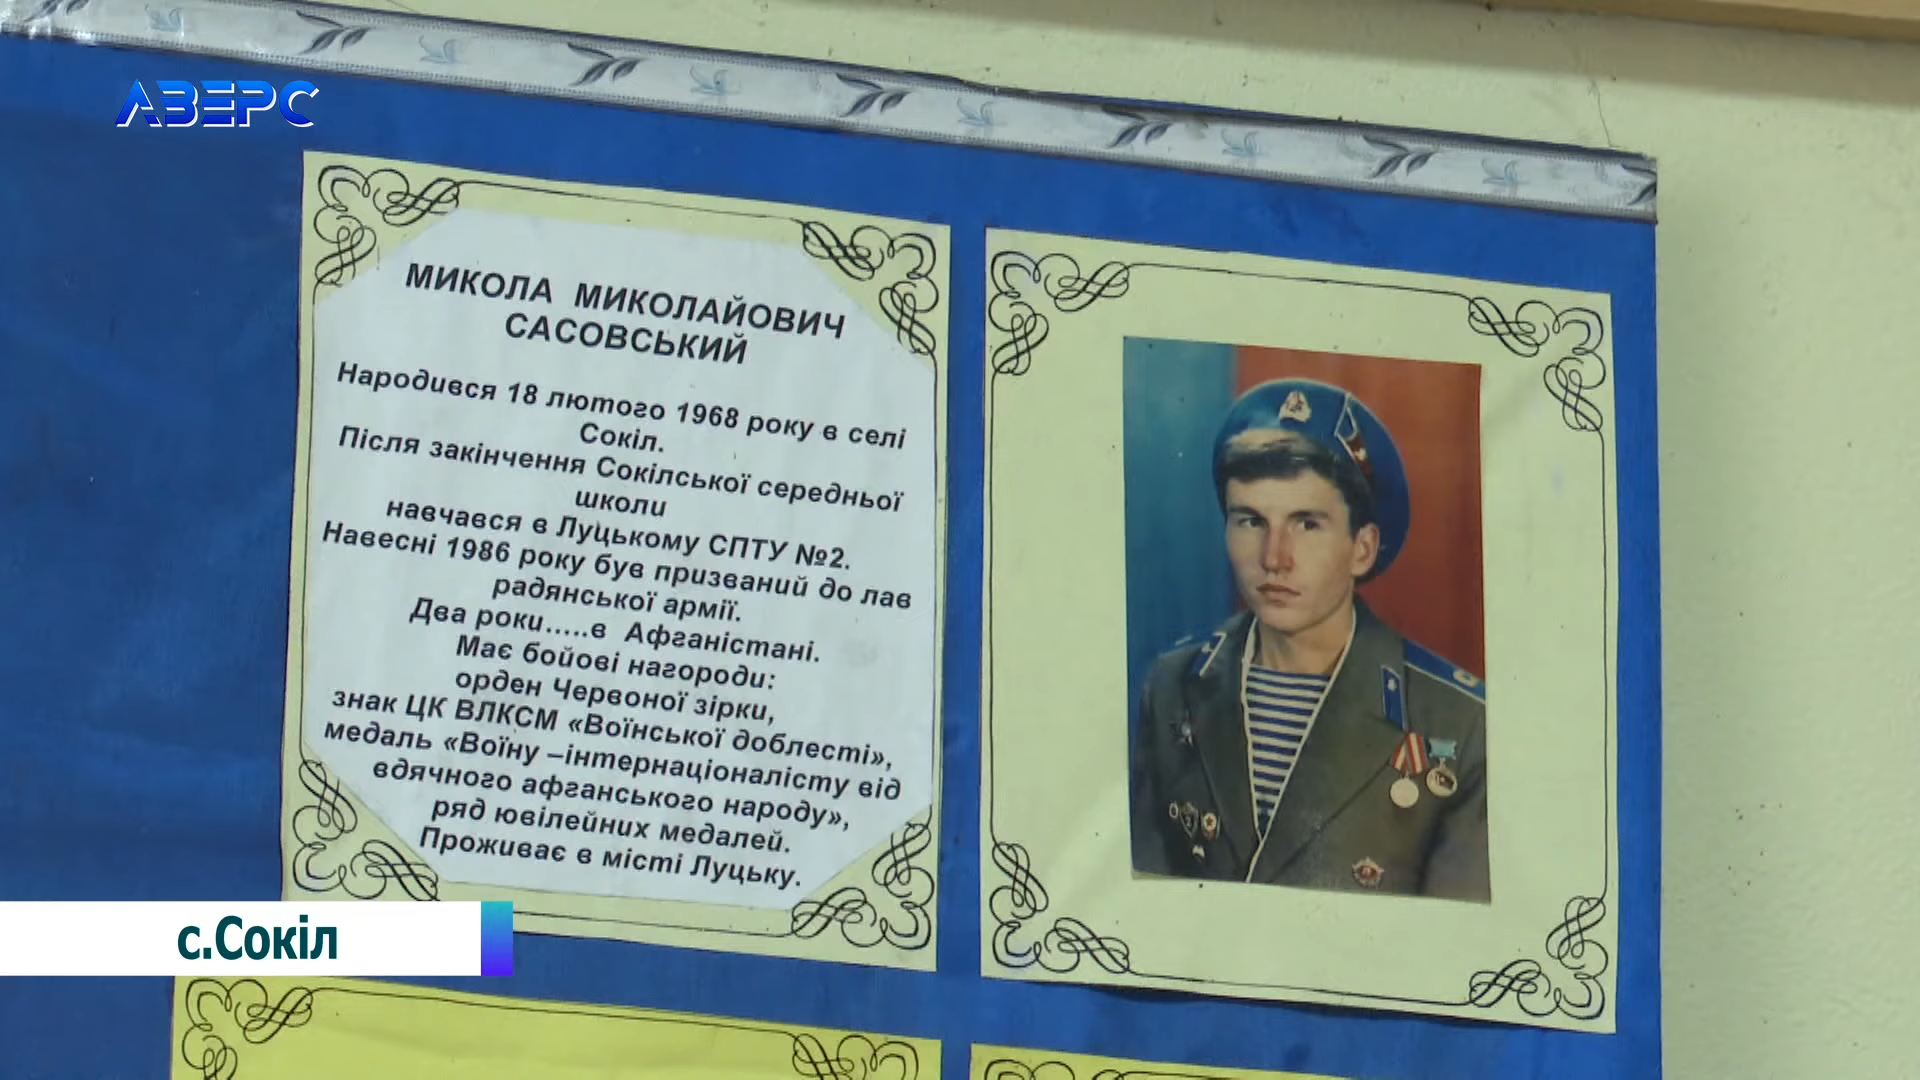 АВЕРС
МИКОЛА МИКОЛАЙОВИЧ
САСОВСЬКИЙ
Народився 18 лютого 1968 року в селі
Сокіл.
Після закінчення Сокілської середньої
школи
навчався в Луцькому СПТУ №2.
Навесні 1986 року був призваний до лав
радянської армії.
Два роки.....в Афганістані.
Має бойові нагороди:
орден Червоної зірки,
знак ЦК ВЛКСМ «Воїнської доблесті»,
медаль «Воїну –інтернаціоналісту від
вдячного афганського народу»,
ряд ювілейних медалей.
Проживає в місті Луцьку.
с.Сокіл